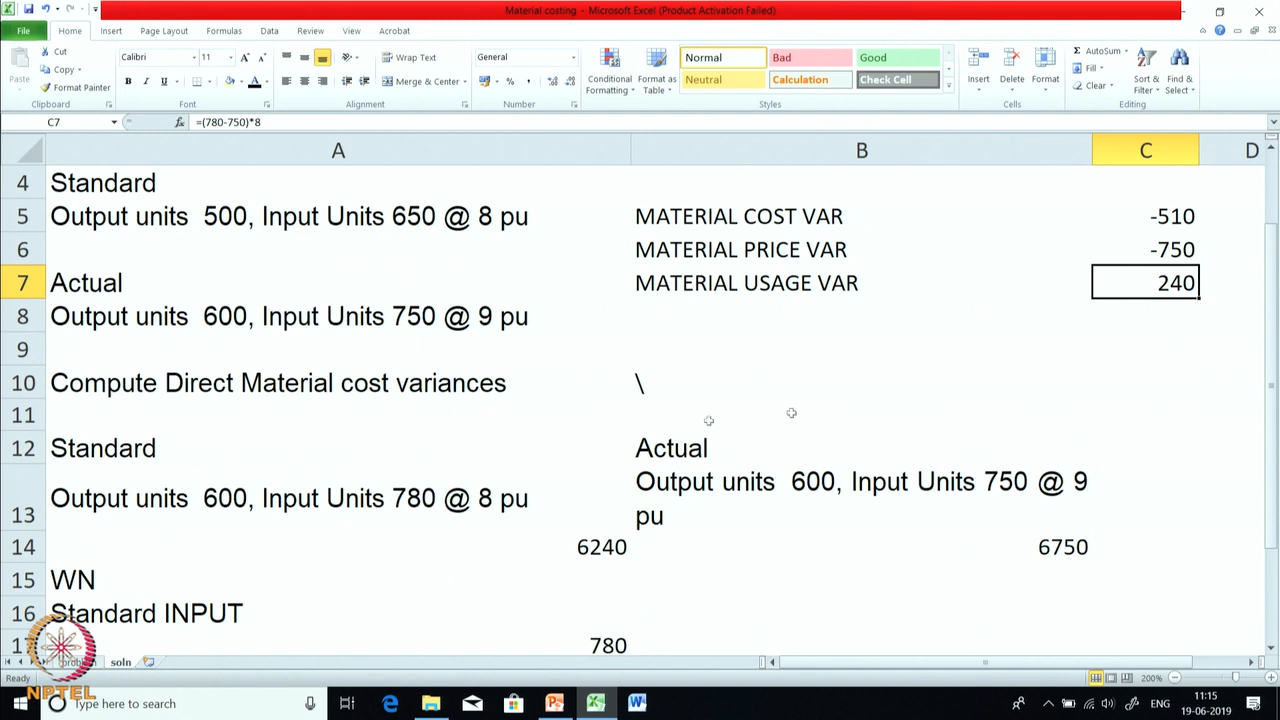 Material costing - Microsoft Excel (Product Activation Failed)
File Home Insert Page Layout Formulas Data Review View Acrobat
Cut
Copy
Format Painter
Paste
Clipboard
Calibri 11
Font
Wrap Text
Merge & Center
Alignment
General
Number
Conditional Formatting
Format as Table
Normal Bad Good
Neutral Calculation Check Cell
Styles
Insert Delete Format
Cells
AutoSum
Fill
Clear
Sort & Filter
Find & Select
Editing
C7 fx =(780-750)*8
A B C D
4 Standard
5 Output units 500, Input Units 650 @ 8 pu MATERIAL COST VAR -510
6 MATERIAL PRICE VAR -750
7 Actual MATERIAL USAGE VAR 240
8 Output units 600, Input Units 750 @ 9 pu
9
10 Compute Direct Material cost variances \
11
12 Standard Actual
13 Output units 600, Input Units 780 @ 8 pu Output units 600, Input Units 750 @ 9
pu
14 6240 6750
15 WN
16 Standard INPUT
17 780
soln
Ready 200%
NPTEL
Type here to search
ENG
11:15
19-06-2019